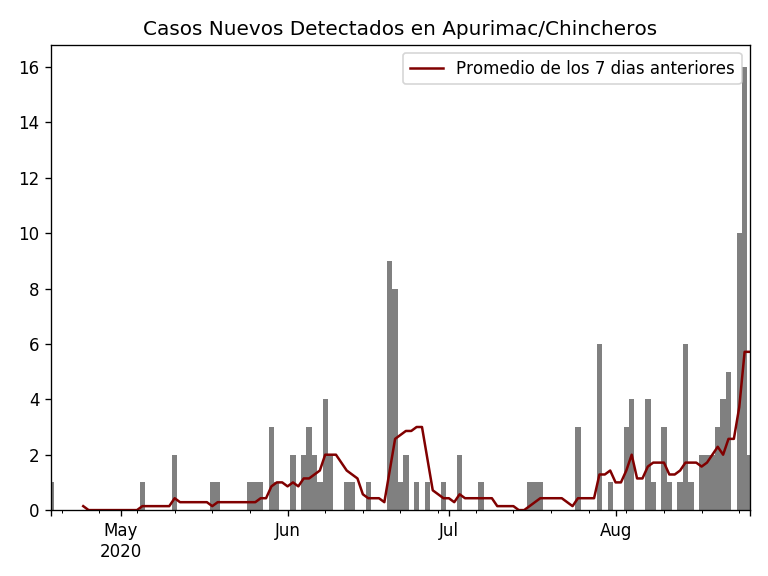 Casos Nuevos Detectados en Apurimac/Chincheros
Promedio de los 7 dias anteriores
16
14
12
10
8
6
4
2
0
May
2020
Jun
Jul
Aug